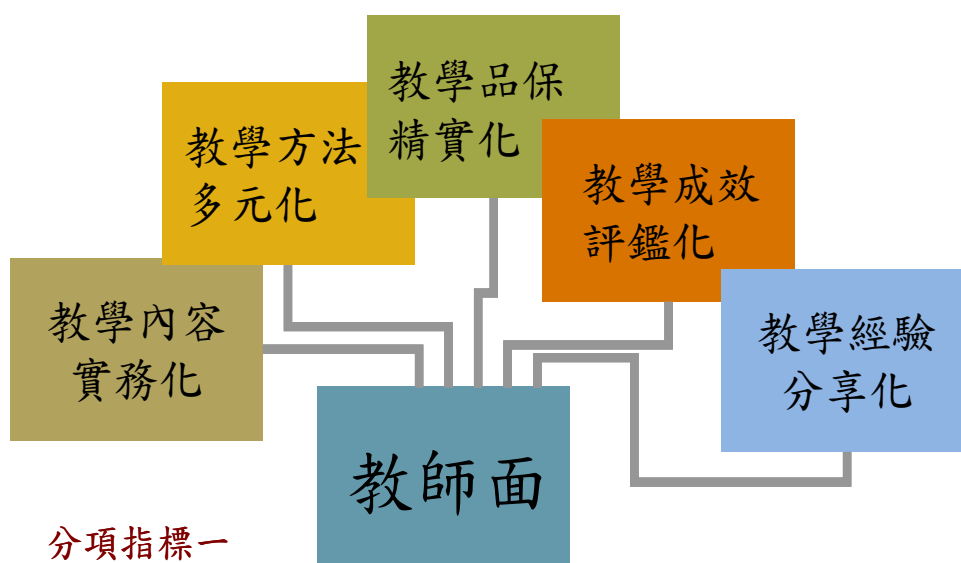 教學內容
實務化
教學方法
多元化
教學品保
精實化
教學成效
評鑑化
教學經驗
分享化
教師面
分項指標一